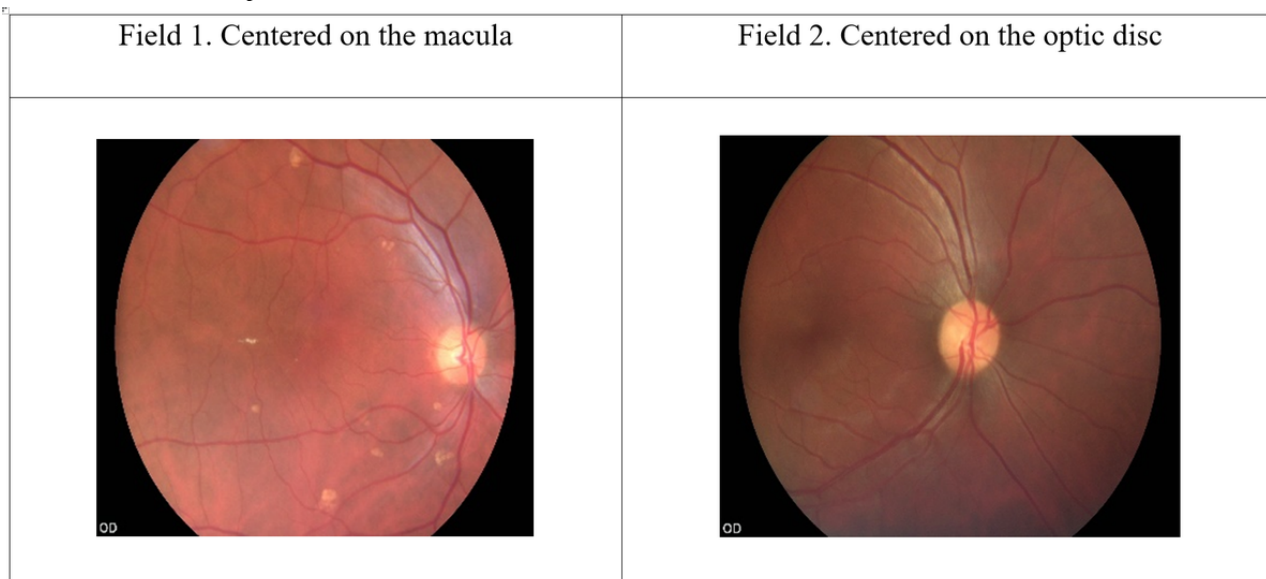 Field 1. Centered on the macula
Field 2. Centered on the optic disc
OD
OD